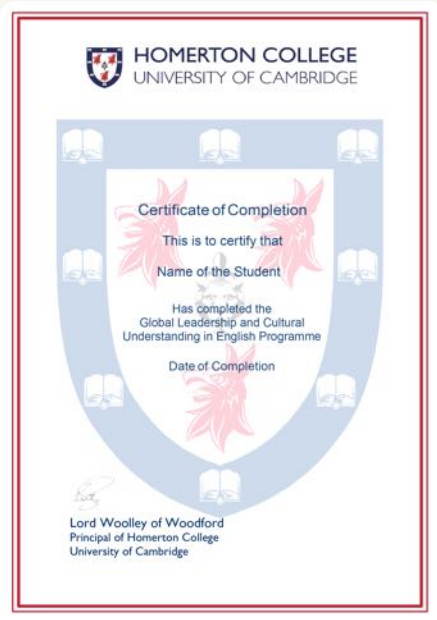 HOMERTON COLLEGE
UNIVERSITY OF CAMBRIDGE
Certificate of Completion
This is to certify that
Name of the Student
Has completed the
Global Leadership and Cultural
Understanding in English Programme
Date of Completion
Lord Woolley of Woodford
Principal of Homerton College
University of Cambridge